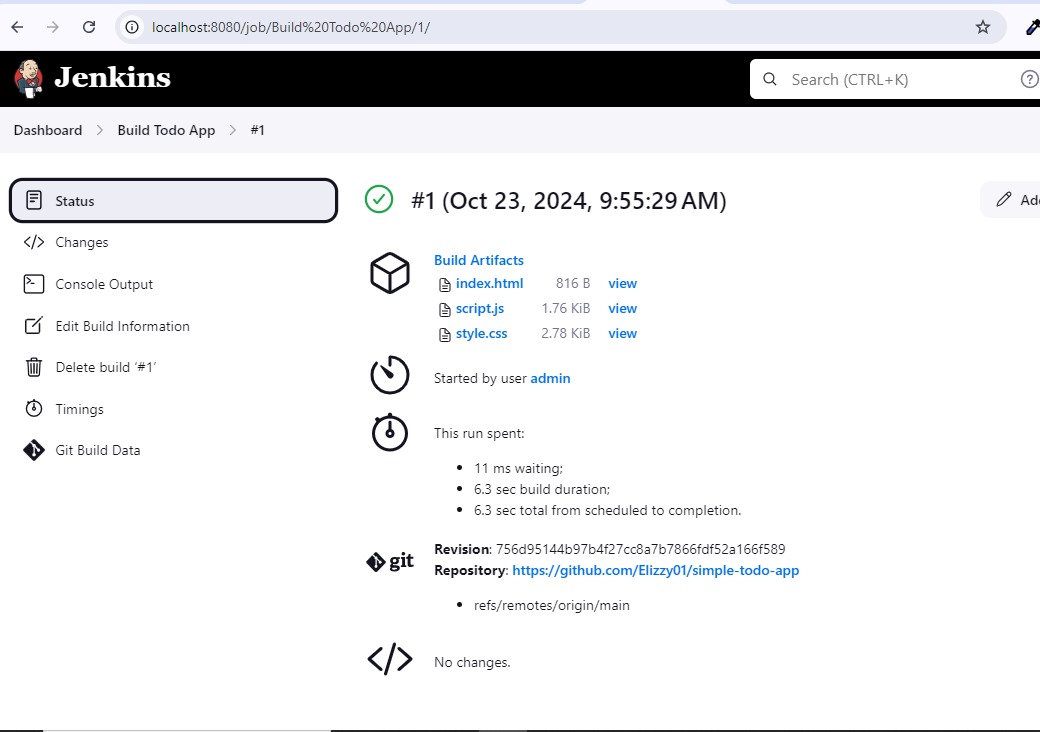 localhost:8080/job/Build%20Todo%20App/1/
Jenkins
Search (CTRL+K)
Dashboard > Build Todo App > #1
Status
Changes
Console Output
Edit Build Information
Delete build ‘#1’
Timings
Git Build Data
#1 (Oct 23, 2024, 9:55:29 AM)
Add
Build Artifacts
index.html 816 B view
script.js 1.76 KiB view
style.css 2.78 KiB view
Started by user admin
This run spent:
• 11 ms waiting;
• 6.3 sec build duration;
• 6.3 sec total from scheduled to completion.
git
Revision: 756d95144b97b4f27cc8a7b7866fdf52a166f589
Repository: https://github.com/Elizzy01/simple-todo-app
• refs/remotes/origin/main
No changes.